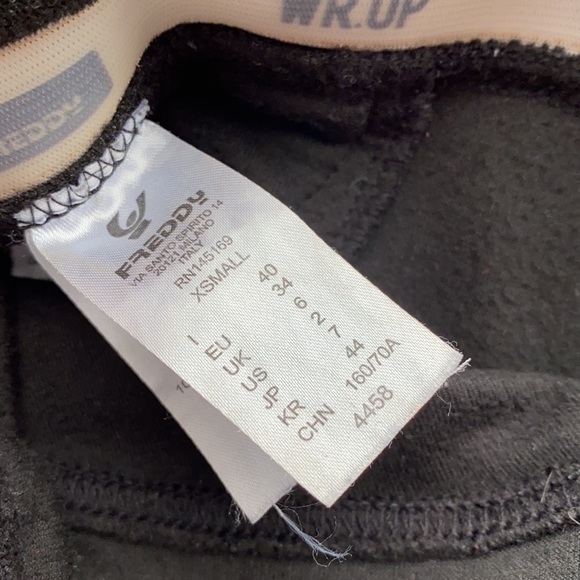 WR.UP
FREDDY
FREDDY
VIA SANTO SPIRITO 14
20121 MILANO
ITALY
RN145169
XSMALL
I 40
EU 34
UK 6
US 2
JP 7
KR 44
CHN 160/70A
4458